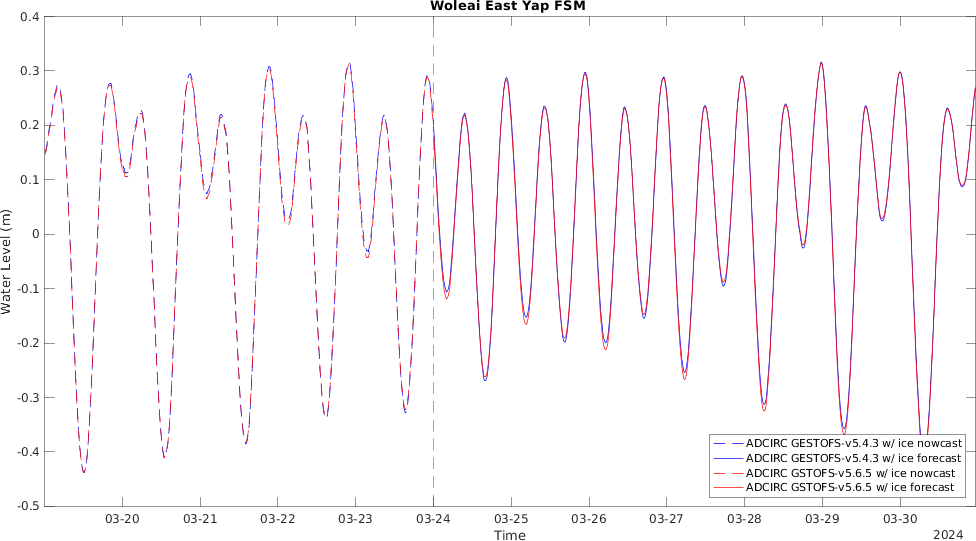 Woleai East Yap FSM
0.4
0.3
0.2
0.1
0
-0.1
-0.2
-0.3
-0.4
-0.5
Water Level (m)
ADCIRC GESTOFS-v5.4.3 w/ ice nowcast
ADCIRC GESTOFS-v5.4.3 w/ ice forecast
ADCIRC GSTOFS-v5.6.5 w/ ice nowcast
ADCIRC GSTOFS-v5.6.5 w/ ice forecast
03-20 03-21 03-22 03-23 03-24 03-25 03-26 03-27 03-28 03-29 03-30
Time
2024